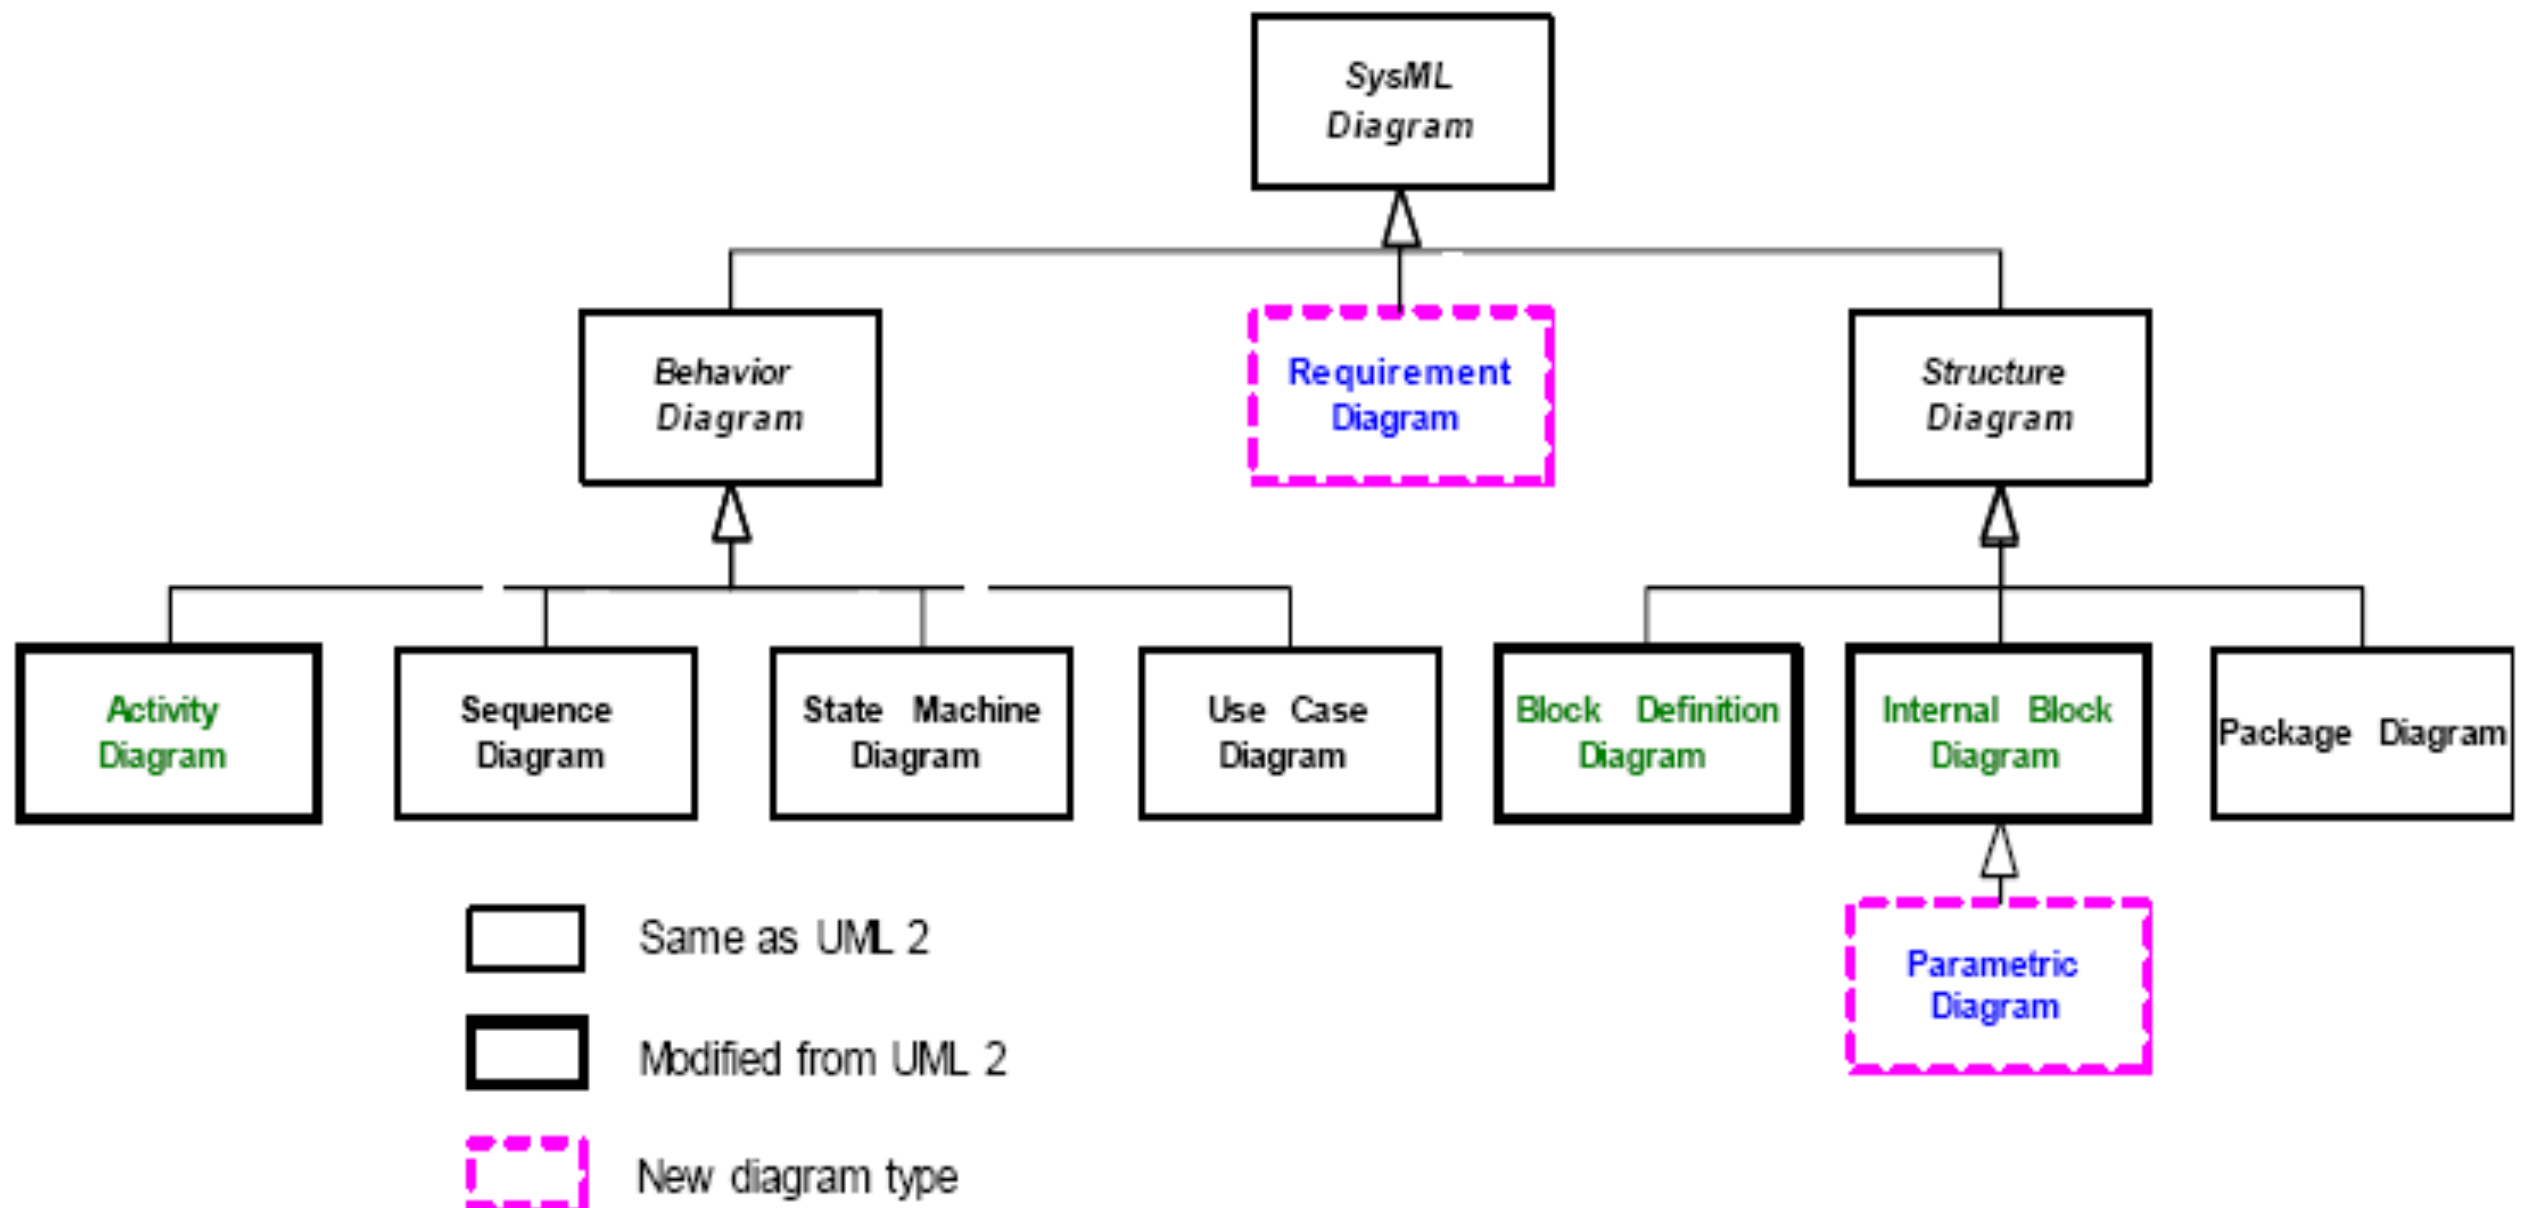 SysML
Diagram
Behavior
Diagram
Requirement
Diagram
Structure
Diagram
Activity
Diagram
Sequence
Diagram
State Machine
Diagram
Use Case
Diagram
Block Definition
Diagram
Internal Block
Diagram
Package Diagram
Parametric
Diagram
Same as UML 2
Modified from UML 2
New diagram type